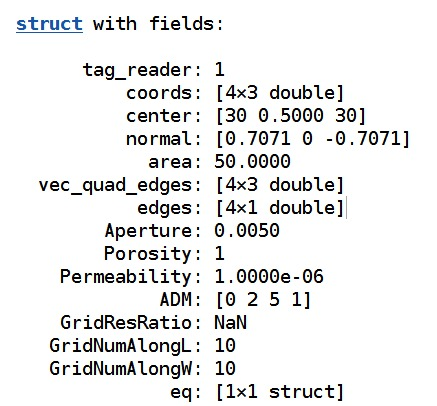 struct with fields:
tag_reader: 1
coords: [4×3 double]
center: [30 0.5000 30]
normal: [0.7071 0 -0.7071]
area: 50.0000
vec_quad_edges: [4×3 double]
edges: [4×1 double]
Aperture: 0.0050
Porosity: 1
Permeability: 1.0000e-06
ADM: [0 2 5 1]
GridResRatio: NaN
GridNumAlongL: 10
GridNumAlongW: 10
eq: [1×1 struct]